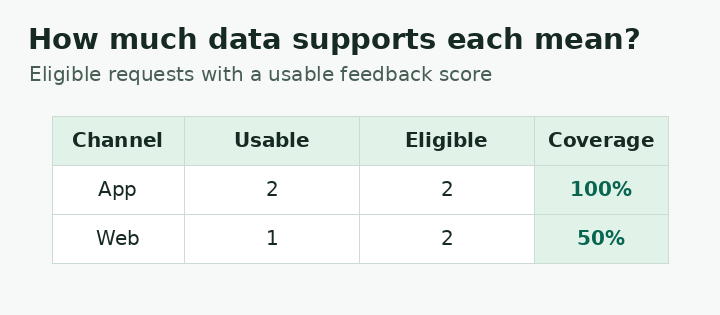 How much data supports each mean?
Eligible requests with a usable feedback score
Channel Usable Eligible Coverage
App 2 2 100%
Web 1 2 50%